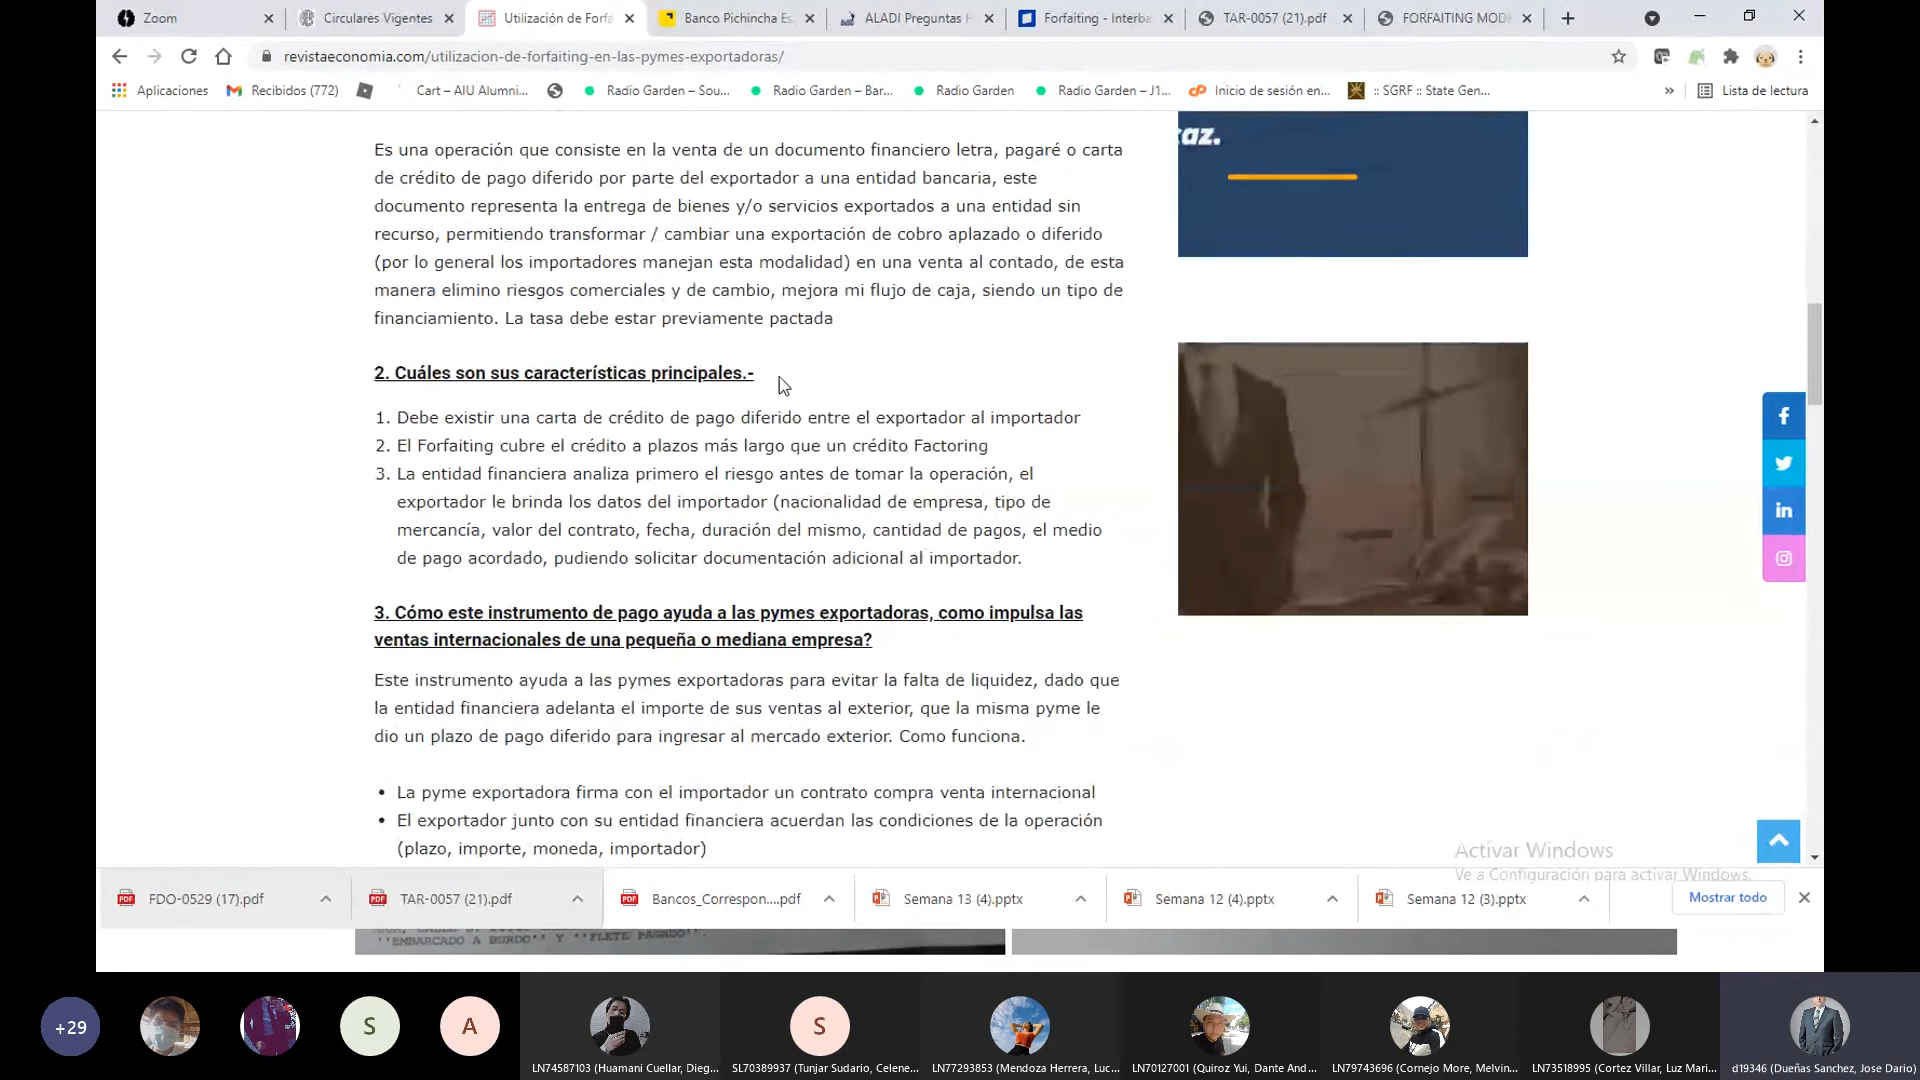 Zoom
Circulares Vigentes
Utilización de Forfa
Banco Pichincha Es
ALADI Preguntas F
Forfaiting - Interba
TAR-0057 (21).pdf
FORFAITING MOD
revistaeconomia.com/utilizacion-de-forfaiting-en-las-pymes-exportadoras/
Aplicaciones
Recibidos (772)
Cart – AIU Alumni...
Radio Garden – Sou...
Radio Garden – Bar...
Radio Garden
Radio Garden – J1...
Inicio de sesión en...
:: SGRF :: State Gen...
»
Lista de lectura
caz.
Es una operación que consiste en la venta de un documento financiero letra, pagaré o carta
de crédito de pago diferido por parte del exportador a una entidad bancaria, este
documento representa la entrega de bienes y/o servicios exportados a una entidad sin
recurso, permitiendo transformar / cambiar una exportación de cobro aplazado o diferido
(por lo general los importadores manejan esta modalidad) en una venta al contado, de esta
manera elimino riesgos comerciales y de cambio, mejora mi flujo de caja, siendo un tipo de
financiamiento. La tasa debe estar previamente pactada
2. Cuáles son sus características principales.-
1. Debe existir una carta de crédito de pago diferido entre el exportador al importador
2. El Forfaiting cubre el crédito a plazos más largo que un crédito Factoring
3. La entidad financiera analiza primero el riesgo antes de tomar la operación, el
exportador le brinda los datos del importador (nacionalidad de empresa, tipo de
mercancía, valor del contrato, fecha, duración del mismo, cantidad de pagos, el medio
de pago acordado, pudiendo solicitar documentación adicional al importador.
3. Cómo este instrumento de pago ayuda a las pymes exportadoras, como impulsa las
ventas internacionales de una pequeña o mediana empresa?
Este instrumento ayuda a las pymes exportadoras para evitar la falta de liquidez, dado que
la entidad financiera adelanta el importe de sus ventas al exterior, que la misma pyme le
dio un plazo de pago diferido para ingresar al mercado exterior. Como funciona.
• La pyme exportadora firma con el importador un contrato compra venta internacional
• El exportador junto con su entidad financiera acuerdan las condiciones de la operación
(plazo, importe, moneda, importador)
Activar Windows
Ve a Configuración para activar Windows.
FDO-0529 (17).pdf
TAR-0057 (21).pdf
Bancos_Correspon....pdf
Semana 13 (4).pptx
Semana 12 (4).pptx
Semana 12 (3).pptx
Mostrar todo
''EMBARCADO A BORDO'' Y ''FLETE PAGADO''.
+29
S
A
S
LN74587103 (Huamani Cuellar, Dieg...
SL70389937 (Tunjar Sudario, Celene...
LN77293853 (Mendoza Herrera, Luc...
LN70127001 (Quiroz Yui, Dante And...
LN79743696 (Cornejo More, Melvin...
LN73518995 (Cortez Villar, Luz Mari...
d19346 (Dueñas Sanchez, Jose Dario)